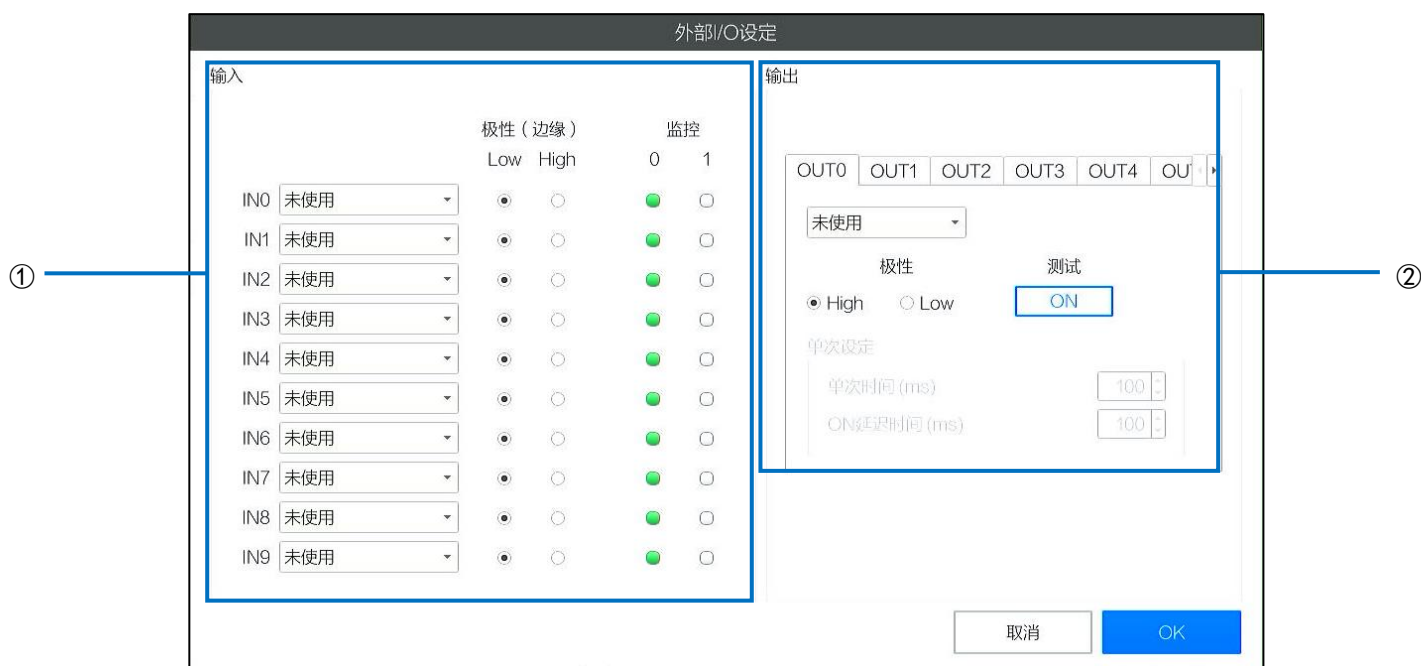 外部I/O设定
输入
极性(边缘) 监控
Low High 0 1
IN0 未使用
IN1 未使用
IN2 未使用
IN3 未使用
IN4 未使用
IN5 未使用
IN6 未使用
IN7 未使用
IN8 未使用
IN9 未使用
①
输出
OUT0 OUT1 OUT2 OUT3 OUT4 OU
未使用
极性 测试
High Low ON
单次设定
单次时间(ms) 100
ON延迟时间(ms) 100
②
取消 OK